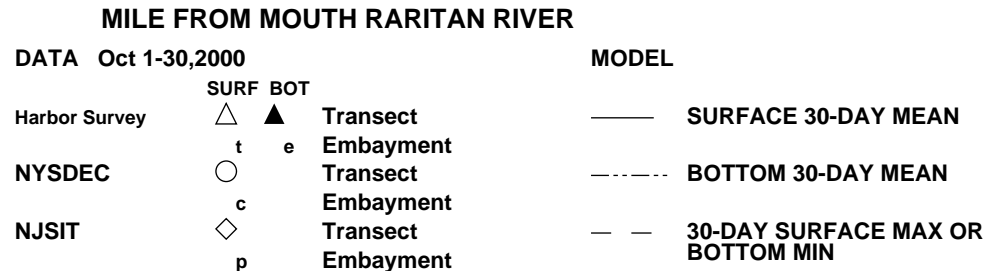 MILE FROM MOUTH RARITAN RIVER
DATA Oct 1-30,2000 MODEL
SURF BOT
Harbor Survey Transect SURFACE 30-DAY MEAN
t e Embayment
NYSDEC Transect BOTTOM 30-DAY MEAN
c Embayment
NJSIT Transect 30-DAY SURFACE MAX OR
BOTTOM MIN
p Embayment